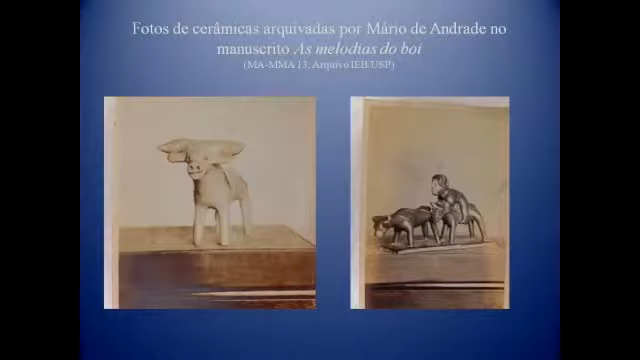 Fotos de cerâmicas arquivadas por Mário de Andrade no
manuscrito As melodias do boi
(MA-MMA 13; Arquivo IEB/USP)